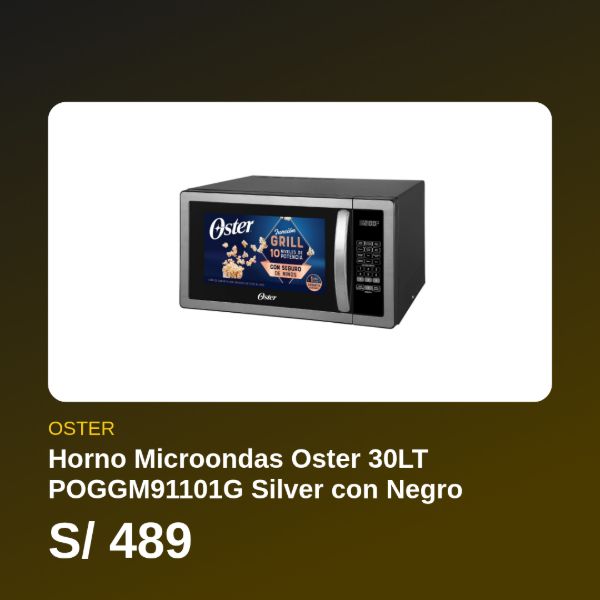 Oster
Función
GRILL
10 NIVELES DE
POTENCIA
CON SEGURO
DE NIÑOS
Oster
OSTER
Horno Microondas Oster 30LT
POGGM91101G Silver con Negro
S/ 489